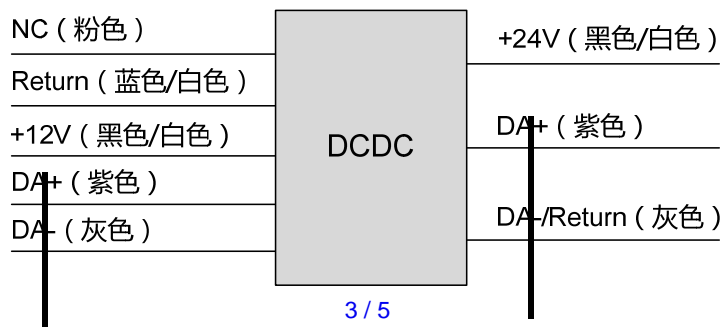 NC（粉色）
Return（蓝色/白色）
+12V（黑色/白色）
DA+（紫色）
DA-（灰色）
DCDC
+24V（黑色/白色）
DA+（紫色）
DA-/Return（灰色）
3 / 5